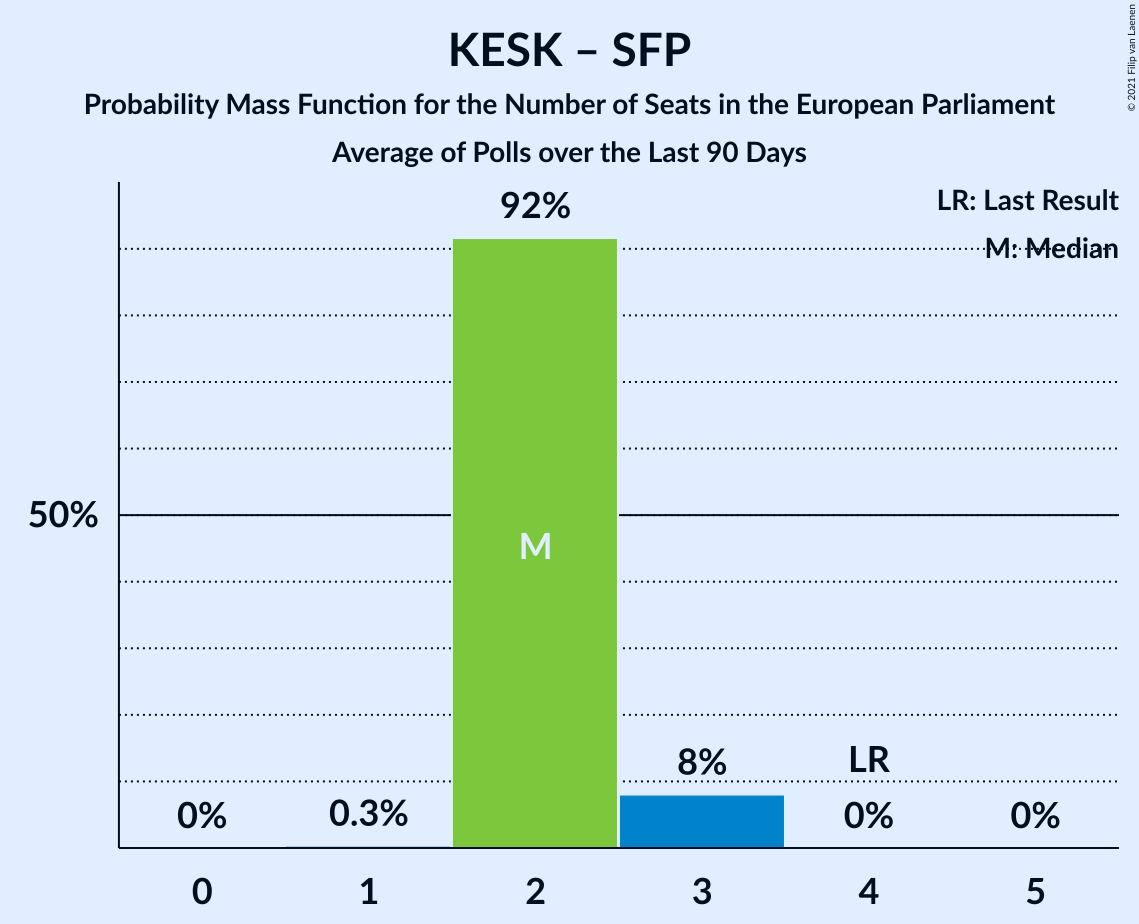 KESK – SFP
Probability Mass Function for the Number of Seats in the European Parliament
Average of Polls over the Last 90 Days
© 2021 Filip van Laenen
LR: Last Result
M: Median
92%
50%
M
8%
LR
0%
0.3%
0%
0%
0 1 2 3 4 5